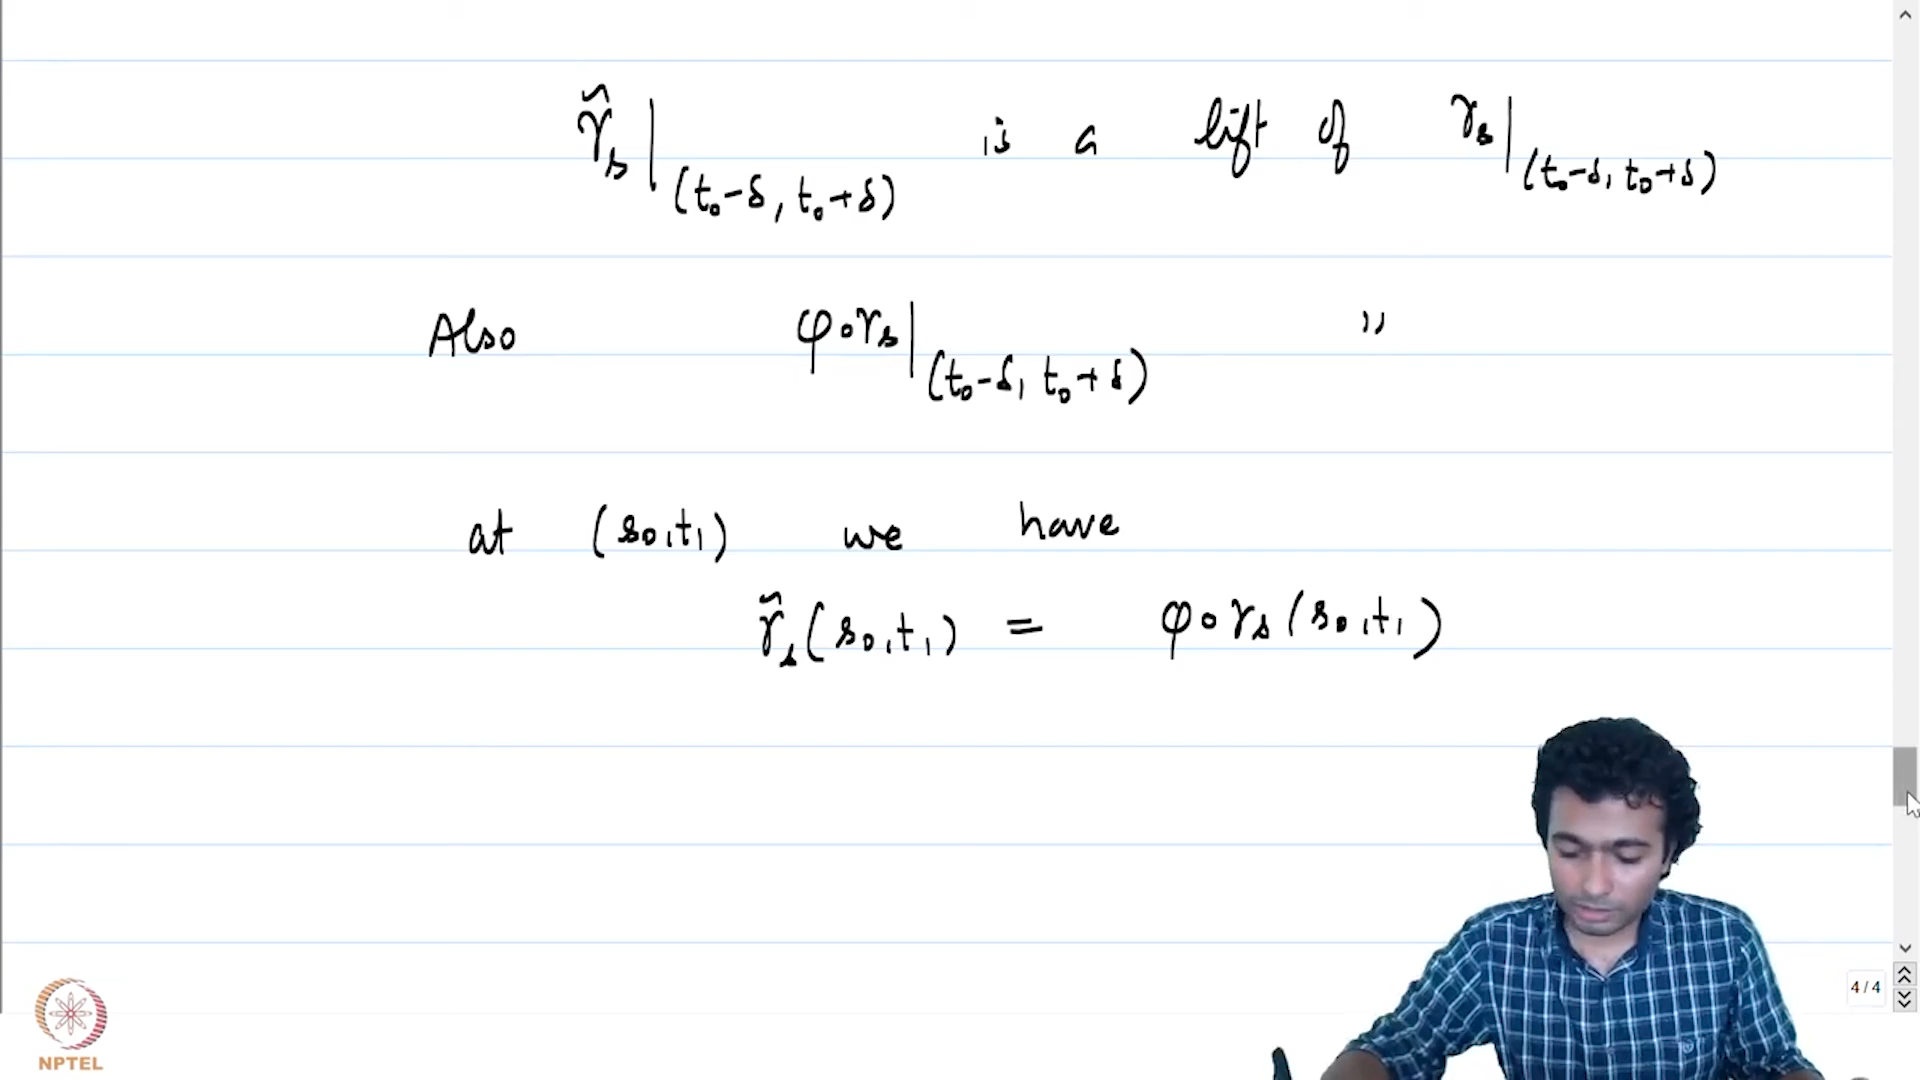 γ̃ₛ|(t₀-δ, t₀+δ) is a lift of γₛ|(t₀-δ, t₀+δ)
Also φ∘γₛ|(t₀-δ, t₀+δ) "
at (s₀,t₁) we have
γ̃ₛ(s₀,t₁) = φ∘γₛ(s₀,t₁)
4 / 4
NPTEL